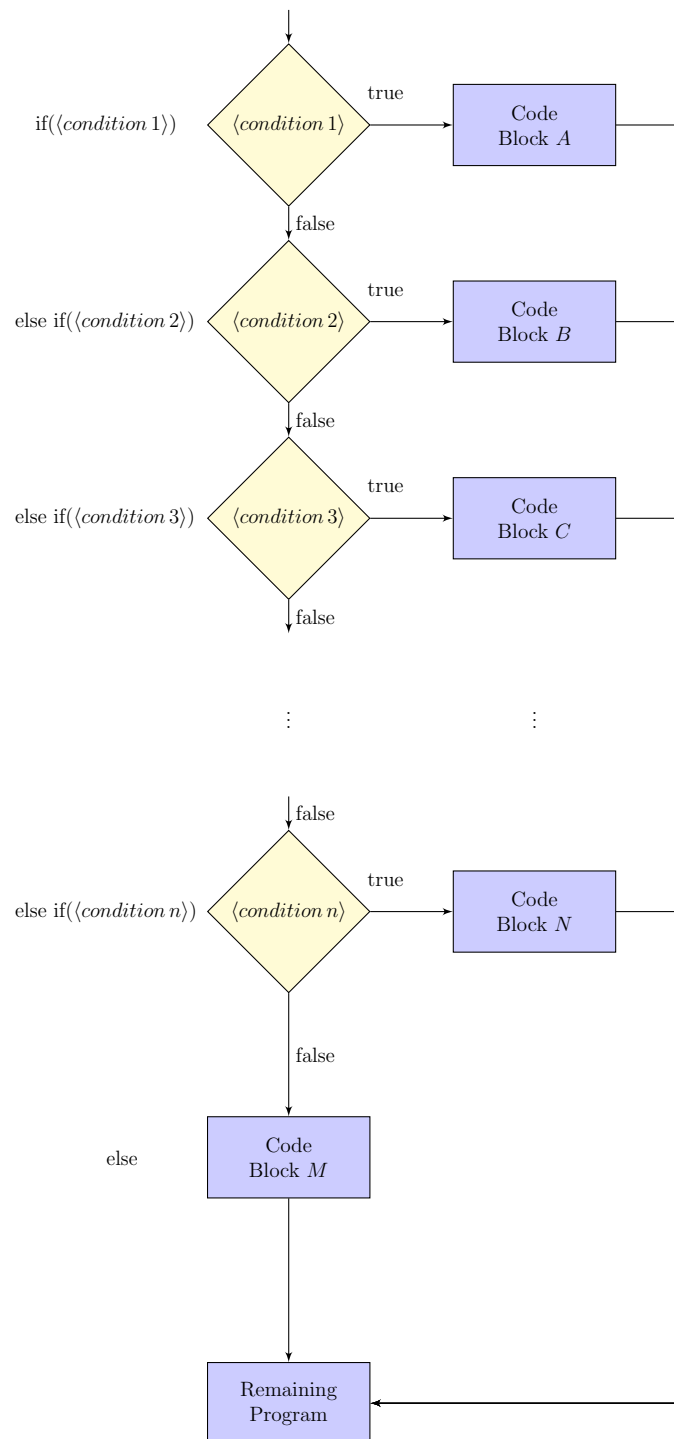 true
if(⟨condition 1⟩)
⟨condition 1⟩
Code
Block A
false
true
else if(⟨condition 2⟩)
⟨condition 2⟩
Code
Block B
false
true
else if(⟨condition 3⟩)
⟨condition 3⟩
Code
Block C
false
⋮
⋮
false
true
else if(⟨condition n⟩)
⟨condition n⟩
Code
Block N
false
else
Code
Block M
Remaining
Program